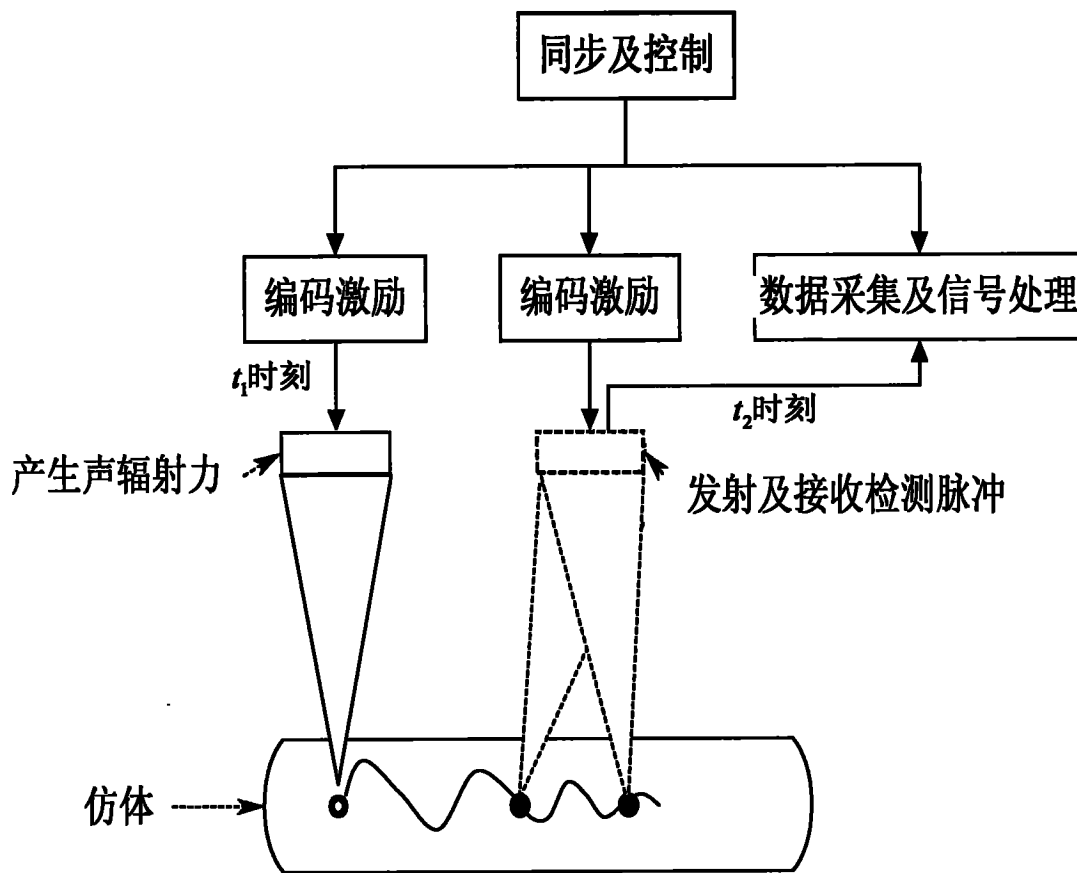 同步及控制
编码激励
编码激励
数据采集及信号处理
t₁时刻
t₂时刻
产生声辐射力
发射及接收检测脉冲
仿体